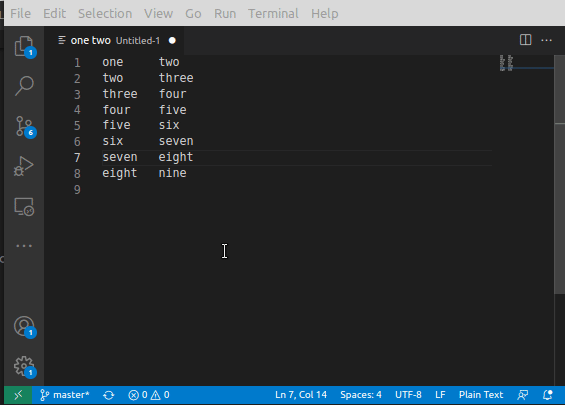 File Edit Selection View Go Run Terminal Help
one two Untitled-1
1 one two
2 two three
3 three four
4 four five
5 five six
6 six seven
7 seven eight
8 eight nine
9
1
6
1
1
master* 0 0 Ln 7, Col 14 Spaces: 4 UTF-8 LF Plain Text